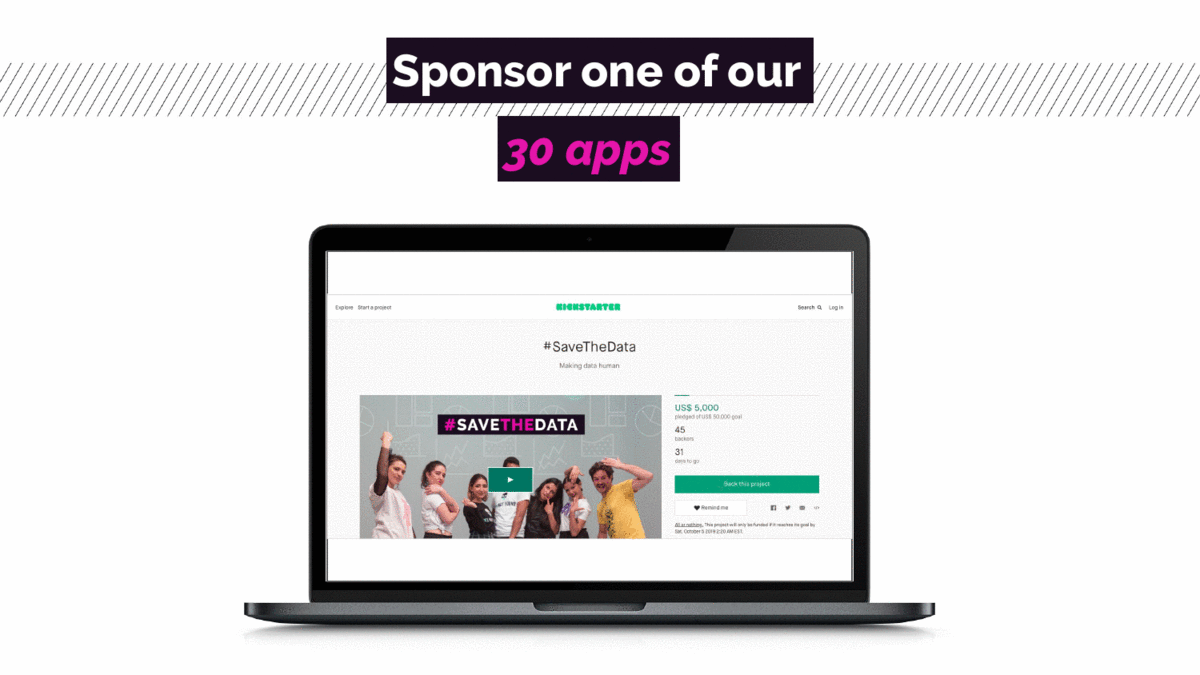 Sponsor one of our
30 apps
Explore Start a project
KICKSTARTER
Search Log In
#SaveTheData
Making data human
#SAVETHEDATA
US$ 5,000
pledged of US$ 50,000 goal
45
backers
31
days to go
Back this project
Remind me
All or nothing. This project will only be funded if it reaches its goal by
Sat, October 5 2019 2:20 AM EST.